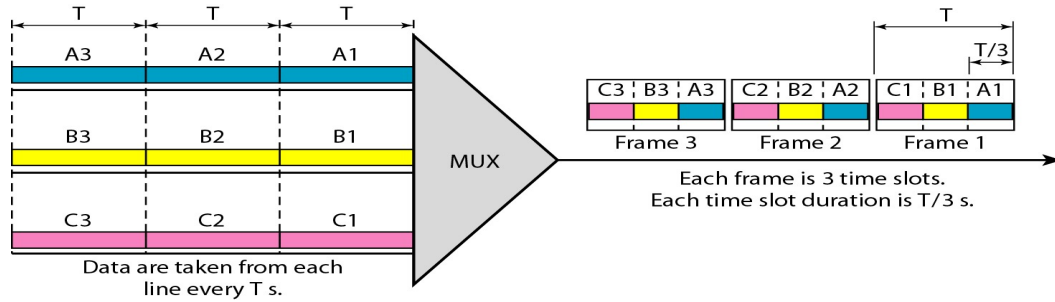 T T T
A3 A2 A1
B3 B2 B1
C3 C2 C1
Data are taken from each
line every T s.
MUX
T
T/3
C3 B3 A3 C2 B2 A2 C1 B1 A1
Frame 3 Frame 2 Frame 1
Each frame is 3 time slots.
Each time slot duration is T/3 s.